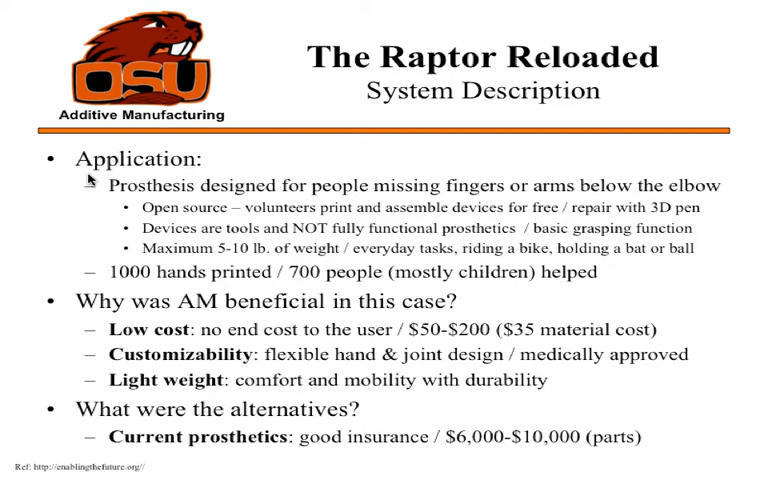 OSU
Additive Manufacturing
The Raptor Reloaded
System Description
• Application:
– Prosthesis designed for people missing fingers or arms below the elbow
• Open source – volunteers print and assemble devices for free / repair with 3D pen
• Devices are tools and NOT fully functional prosthetics / basic grasping function
• Maximum 5-10 lb. of weight / everyday tasks, riding a bike, holding a bat or ball
– 1000 hands printed / 700 people (mostly children) helped
• Why was AM beneficial in this case?
– Low cost: no end cost to the user / $50-$200 ($35 material cost)
– Customizability: flexible hand & joint design / medically approved
– Light weight: comfort and mobility with durability
• What were the alternatives?
– Current prosthetics: good insurance / $6,000-$10,000 (parts)
Ref: http://enablingthefuture.org//